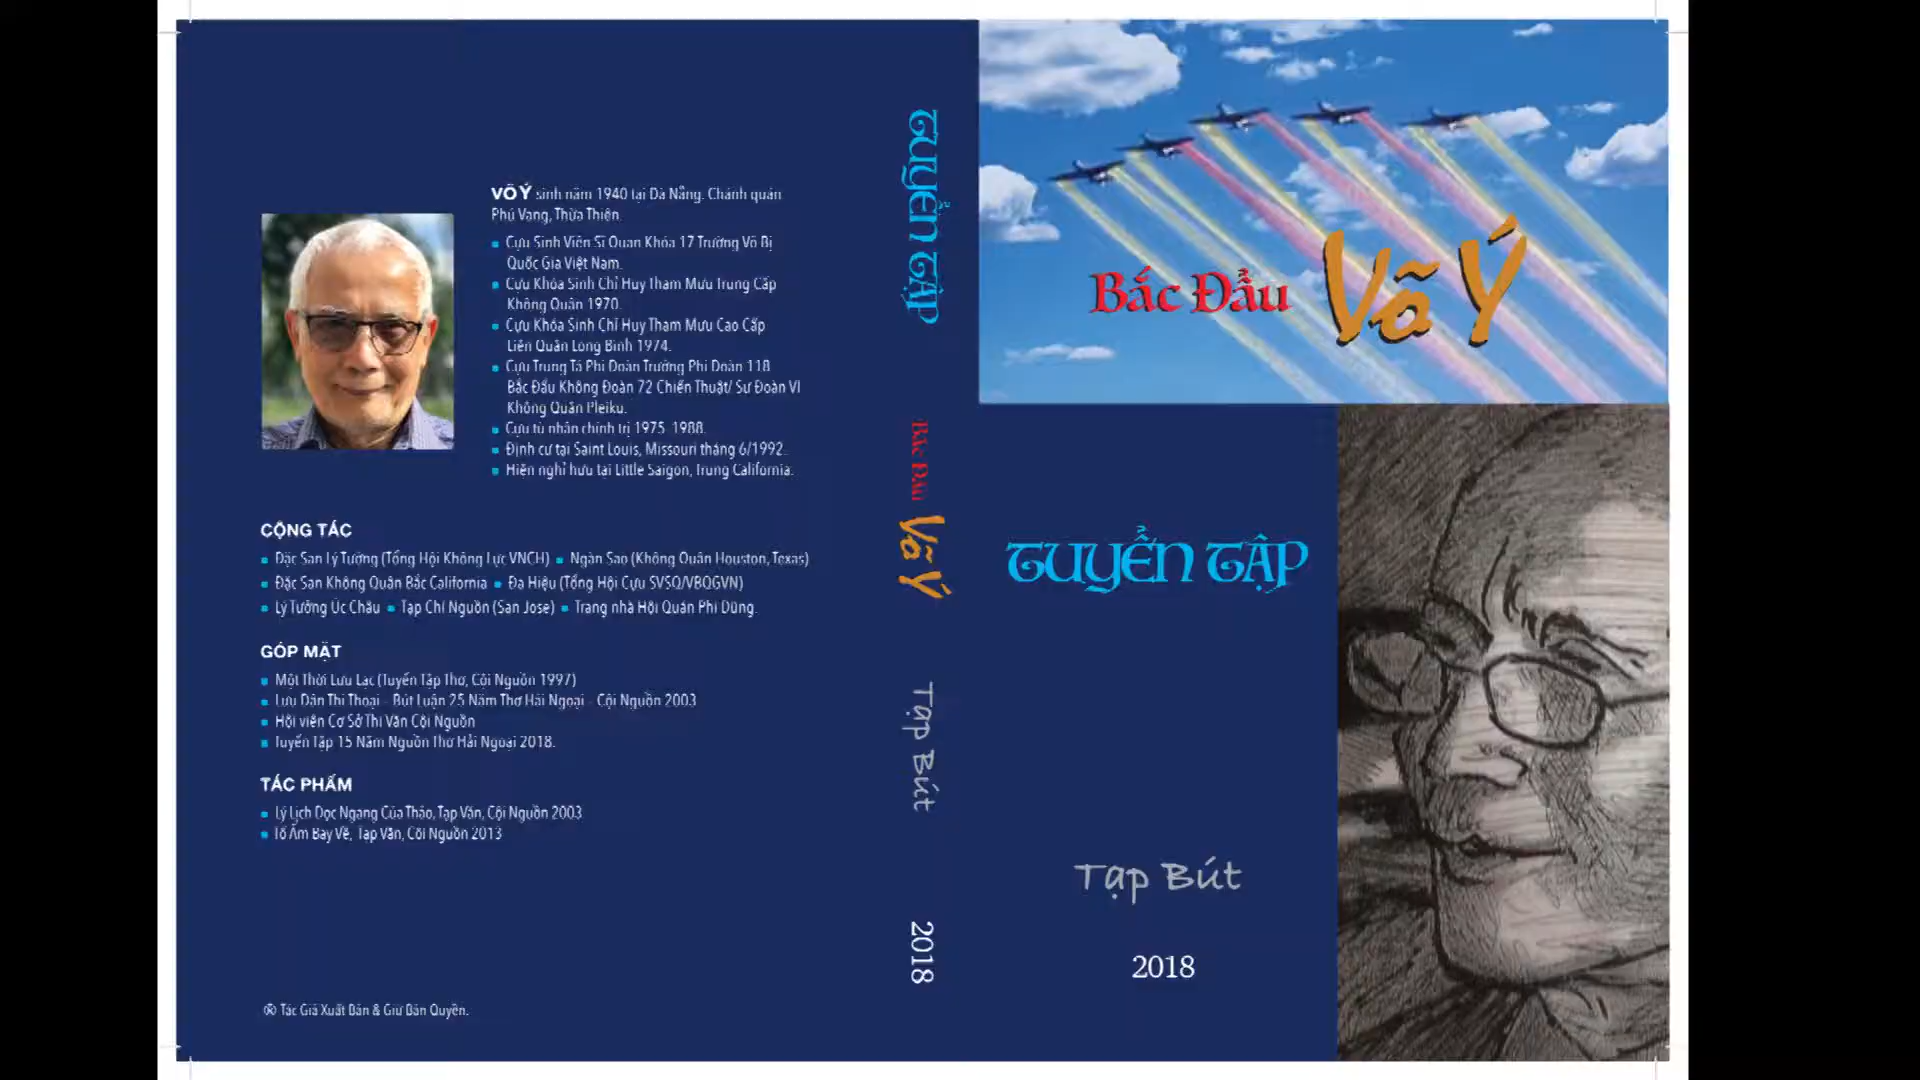 VÕ Ý sinh năm 1940 tại Đà Nẵng. Chánh quán
Phú Vang, Thừa Thiên.
Cựu Sinh Viên Sĩ Quan Khóa 17 Trường Võ Bị
Quốc Gia Việt Nam.
Cựu Khóa Sinh Chỉ Huy Tham Mưu Trung Cấp
Không Quân 1970.
Cựu Khóa Sinh Chỉ Huy Tham Mưu Cao Cấp
Liên Quân Long Bình 1974.
Cựu Trung Tá Phi Đoàn Trưởng Phi Đoàn 118
Bắc Đẩu Không Đoàn 72 Chiến Thuật/ Sư Đoàn VI
Không Quân Pleiku.
Cựu tù nhân chính trị 1975-1988.
Định cư tại Saint Louis, Missouri tháng 6/1992.
Hiện nghỉ hưu tại Little Saigon, Trung California.
CỘNG TÁC
Đặc San Lý Tưởng (Tổng Hội Không Lực VNCH) ▪ Ngàn Sao (Không Quân Houston, Texas)
Đặc San Không Quân Bắc California ▪ Đa Hiệu (Tổng Hội Cựu SVSQ/VBQGVN)
Lý Tưởng Úc Châu ▪ Tạp Chí Nguồn (San Jose) ▪ Trang nhà Hội Quán Phi Dũng.
GÓP MẶT
Một Thời Lưu Lạc (Tuyển Tập Thơ, Cội Nguồn 1997)
Lưu Dân Thi Thoại - Bút Luận 25 Năm Thơ Hải Ngoại - Cội Nguồn 2003
Hội viên Cơ Sở Thi Văn Cội Nguồn
Tuyển Tập 15 Năm Nguồn Thơ Hải Ngoại 2018.
TÁC PHẨM
Lý Lịch Dọc Ngang Của Thảo, Tạp Văn, Cội Nguồn 2003
Tổ Ấm Bay Về, Tạp Văn, Cội Nguồn 2013
® Tác Giả Xuất Bản & Giữ Bản Quyền.
TUYỂN TẬP
Bắc Đẩu
Võ Ý
Tạp Bút
2018
Bắc Đẩu Võ Ý
TUYỂN TẬP
Tạp Bút
2018